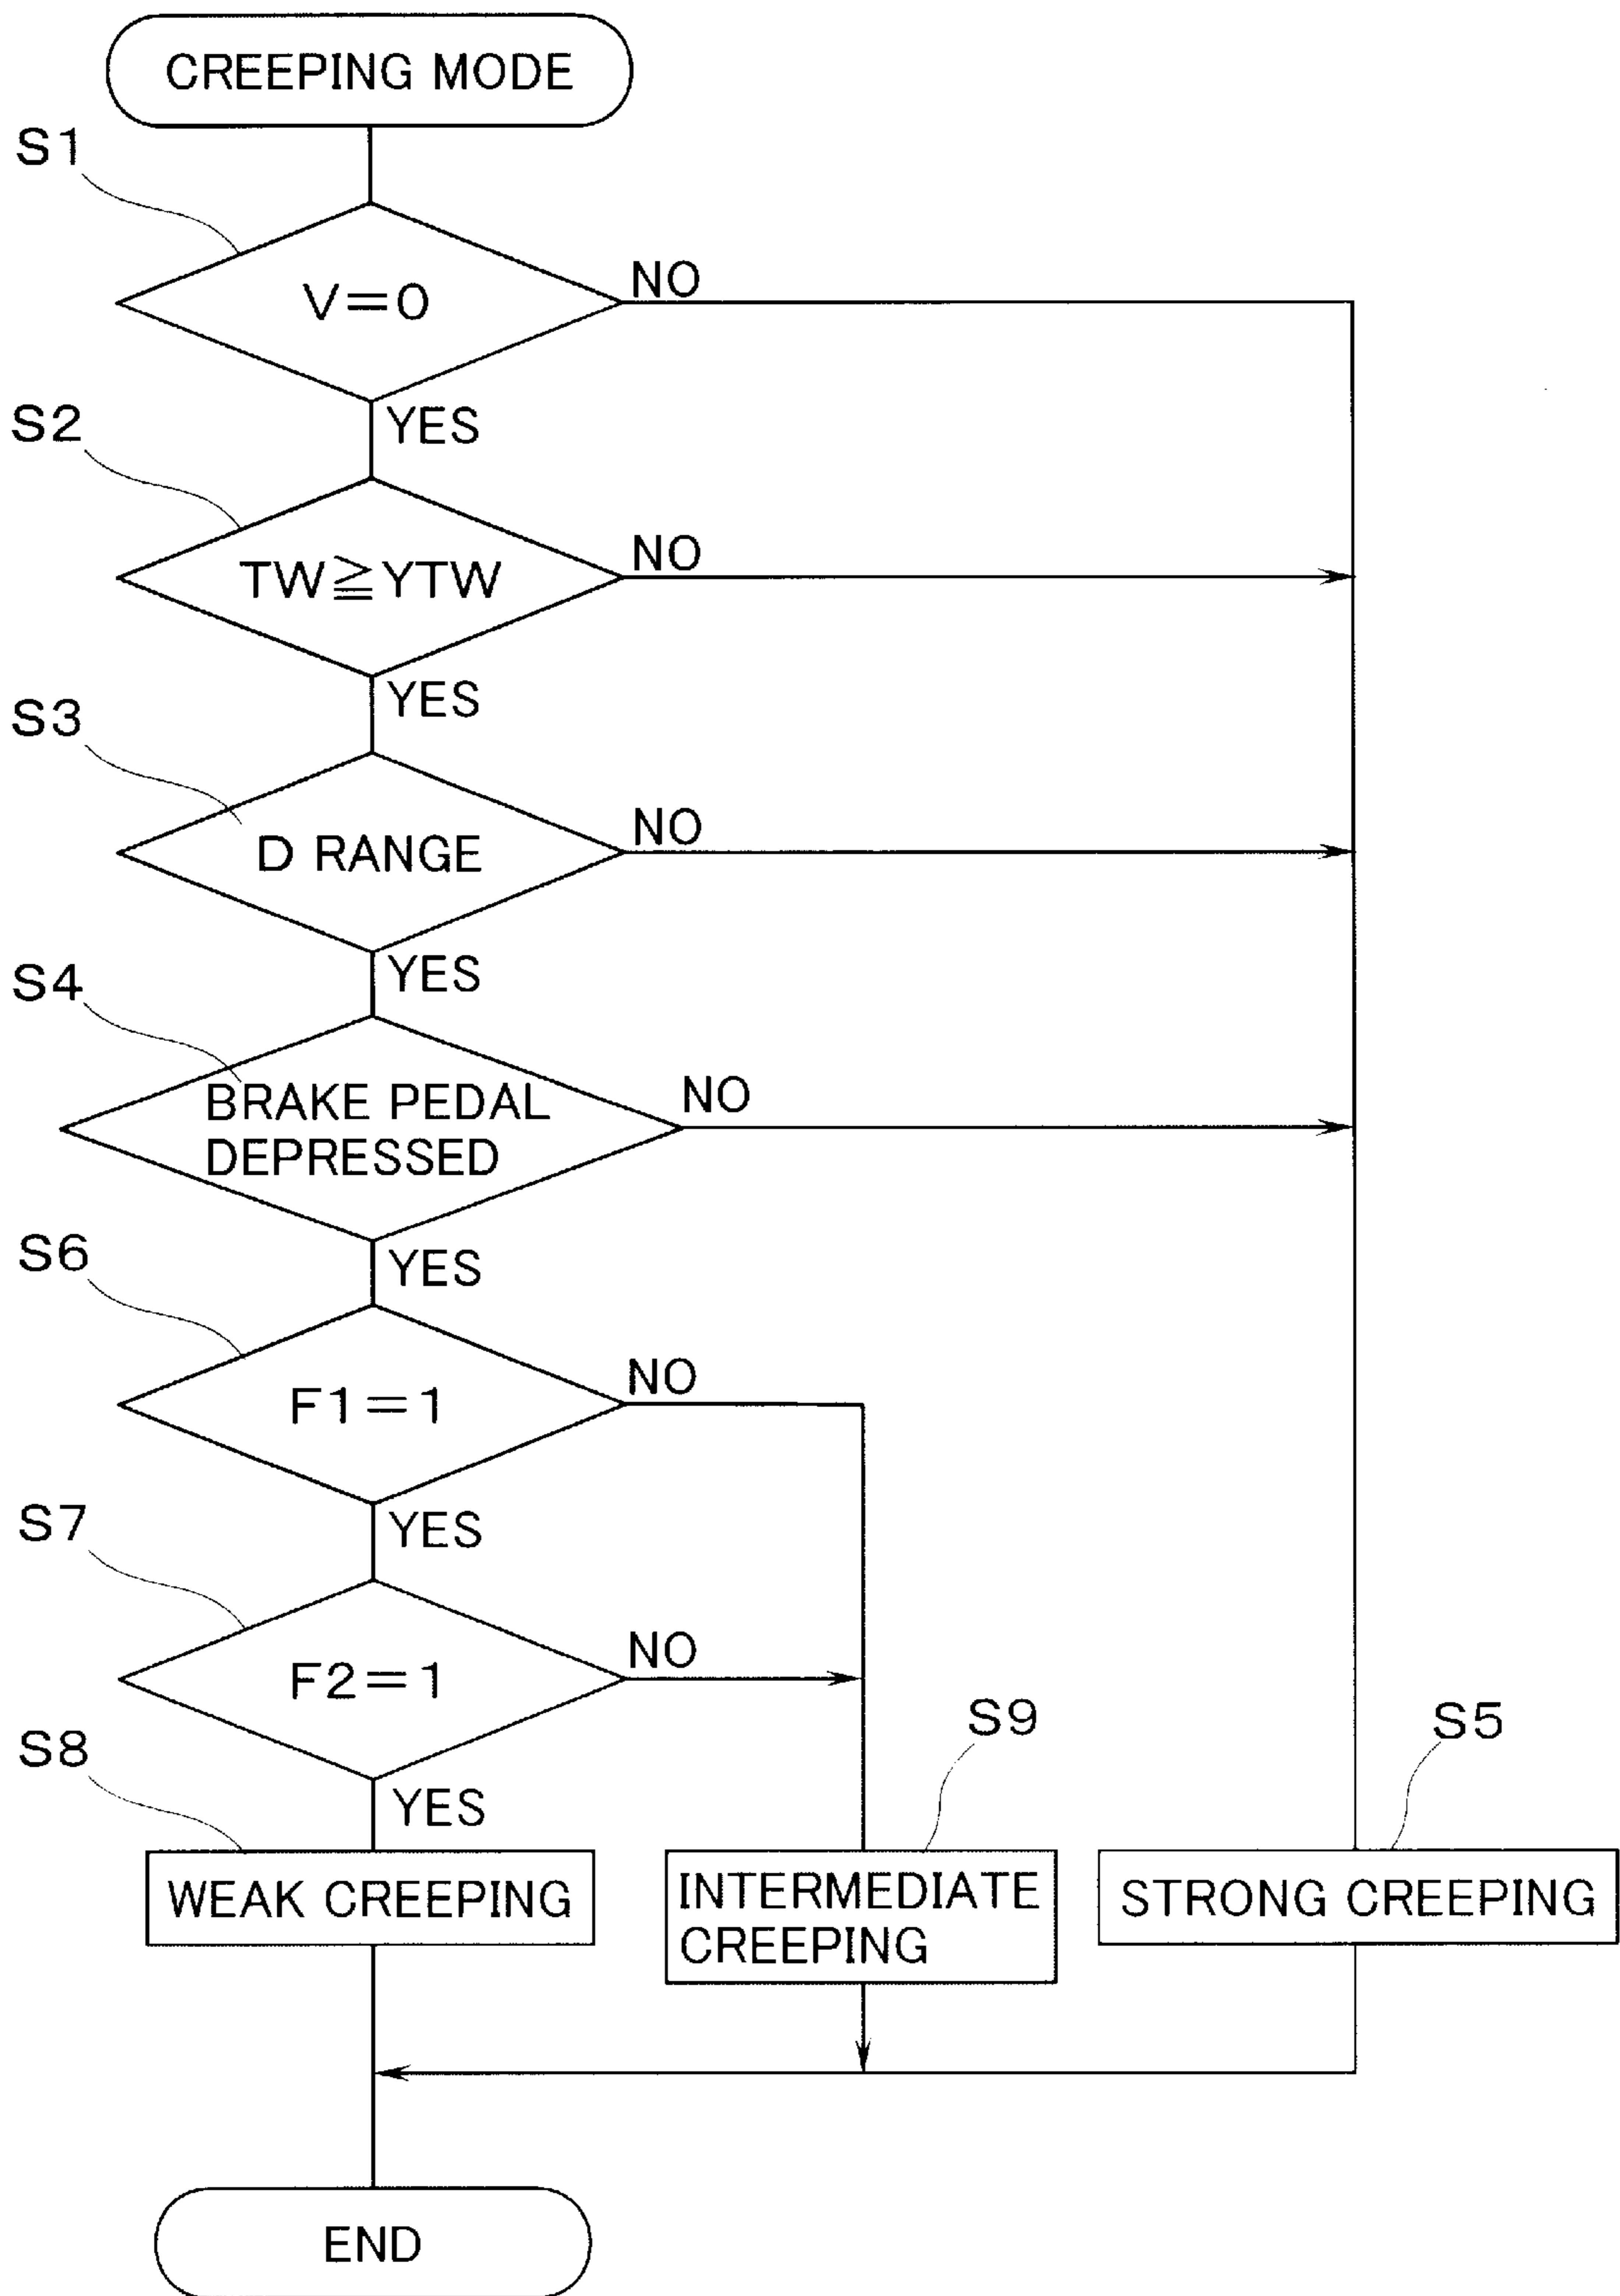 CREEPING MODE
S1
V=0
NO
YES
S2
TW≧YTW
NO
YES
S3
D RANGE
NO
YES
S4
BRAKE PEDAL
DEPRESSED
NO
YES
S6
F1=1
NO
YES
S7
F2=1
NO
YES
S8
WEAK CREEPING
S9
INTERMEDIATE
CREEPING
S5
STRONG CREEPING
END